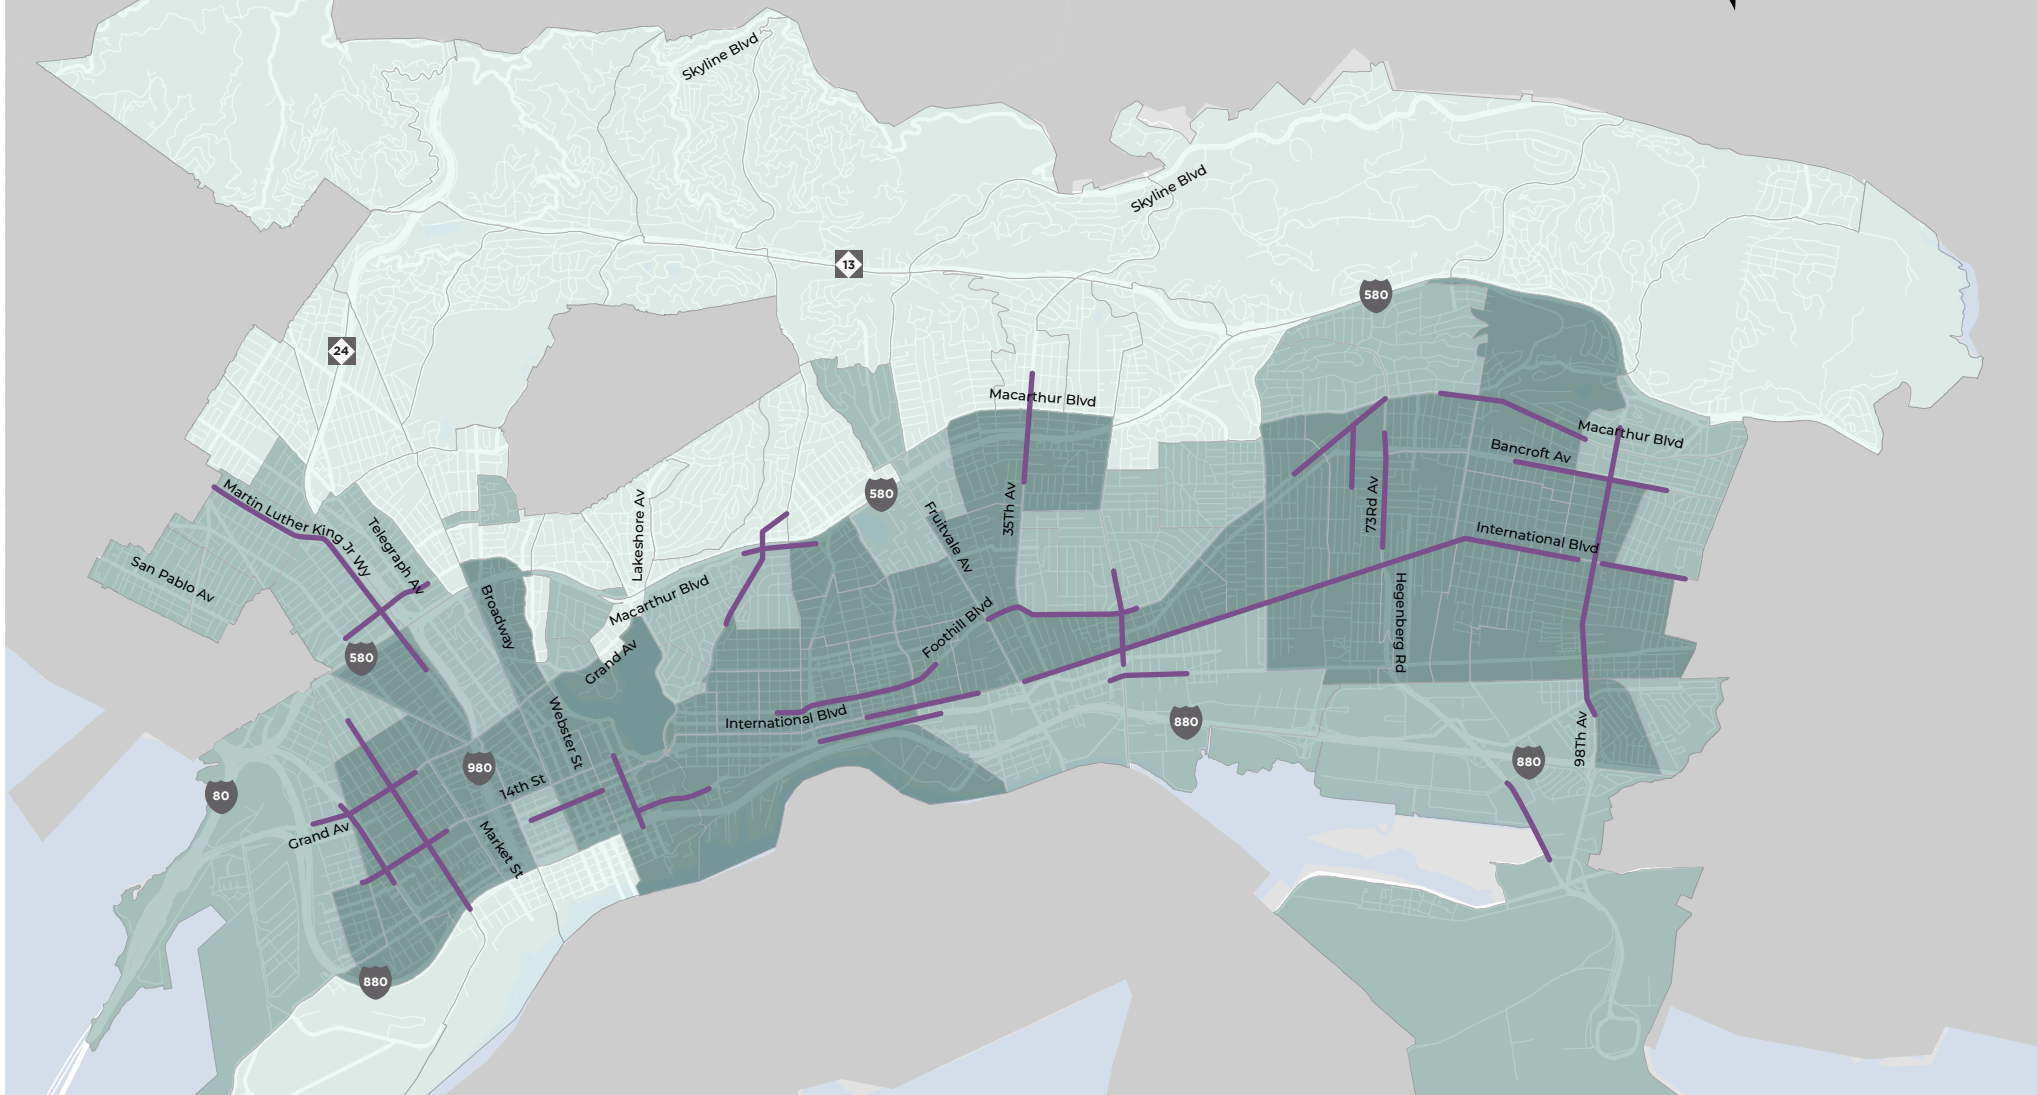 Skyline Blvd
Skyline Blvd
13
580
24
Macarthur Blvd
Macarthur Blvd
Bancroft Av
580
35Th Av
73Rd Av
Lakeshore Av
Fruitvale Av
Martin Luther King Jr Wy
Telegraph Av
International Blvd
San Pablo Av
Broadway
Macarthur Blvd
Foothill Blvd
Hegenberg Rd
580
Grand Av
International Blvd
Webster St
880
98Th Av
880
980
80
14th St
Grand Av
Market St
880